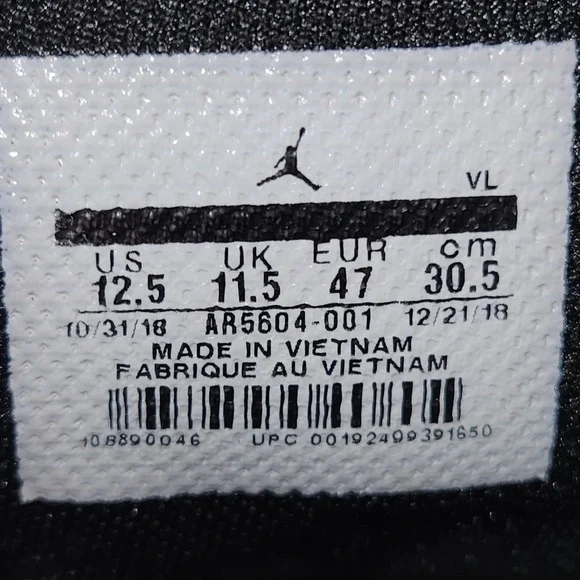 VL
US UK EUR cm
12.5 11.5 47 30.5
10/31/18 AR5604-001 12/21/18
MADE IN VIETNAM
FABRIQUE AU VIETNAM
108890046 UPC 00192499391650